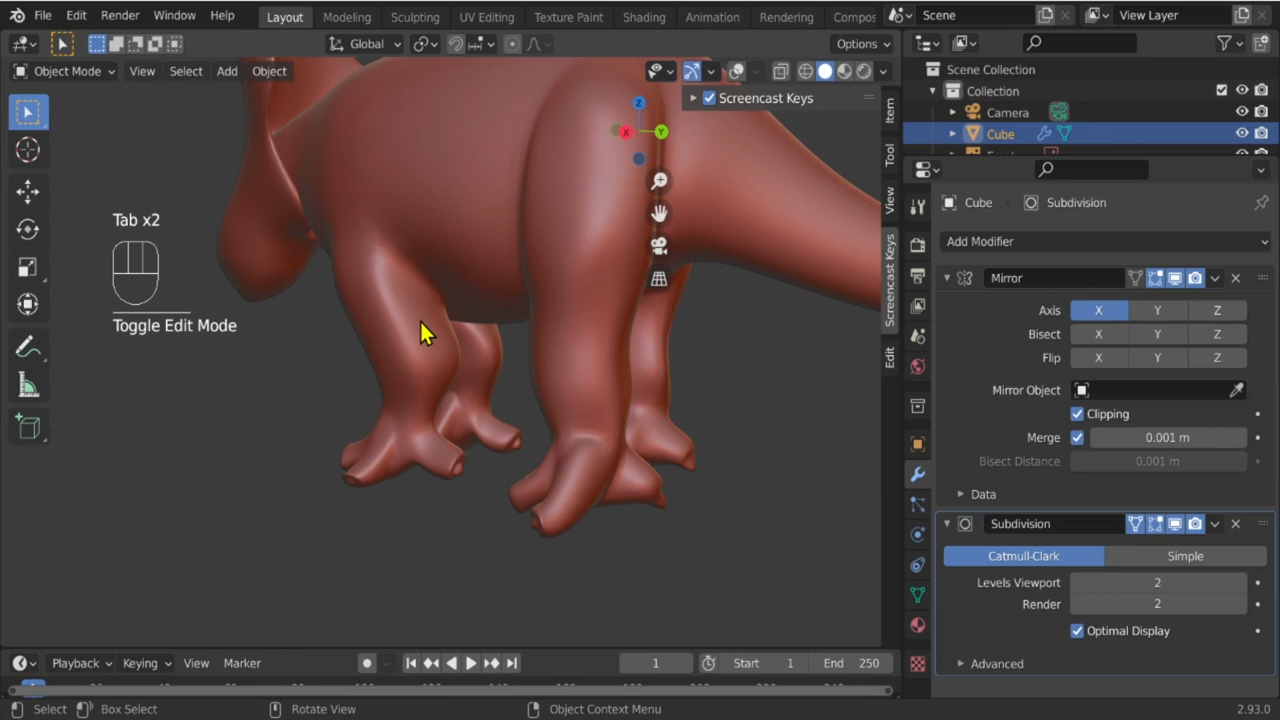 File Edit Render Window Help Layout Modeling Sculpting UV Editing Texture Paint Shading Animation Rendering Compos Scene View Layer
Global Options
Object Mode View Select Add Object
Screencast Keys
Z
X Y
Item
Tool
View
Screencast Keys
Edit
Tab x2
Toggle Edit Mode
Scene Collection
Collection
Camera
Cube
Cube Subdivision
Add Modifier
Mirror
Axis X Y Z
Bisect X Y Z
Flip X Y Z
Mirror Object
Clipping
Merge 0.001 m
Bisect Distance 0.001 m
Data
Subdivision
Catmull-Clark Simple
Levels Viewport 2
Render 2
Optimal Display
Advanced
Playback Keying View Marker 1 Start 1 End 250
Select Box Select Rotate View Object Context Menu 2.93.0